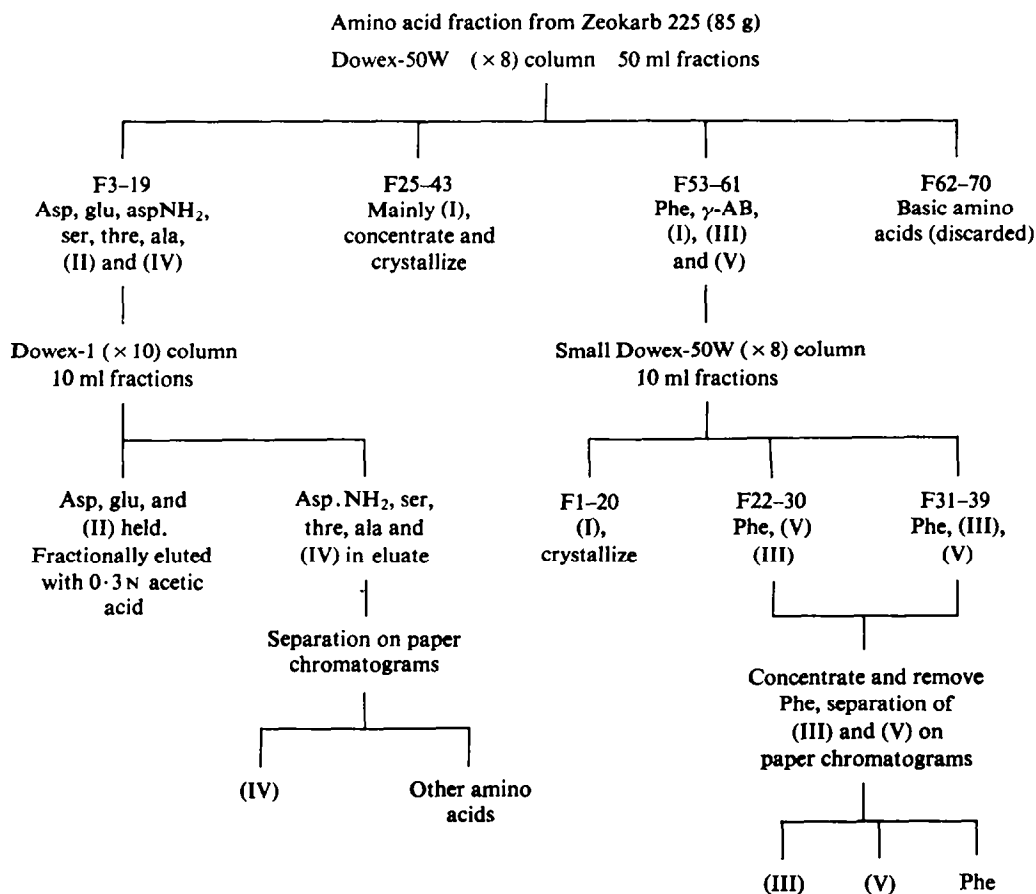 Amino acid fraction from Zeokarb 225 (85 g)
Dowex-50W (×8) column 50 ml fractions
F3–19
Asp, glu, aspNH₂,
ser, thre, ala,
(II) and (IV)
F25–43
Mainly (I),
concentrate and
crystallize
F53–61
Phe, γ-AB,
(I), (III)
and (V)
F62–70
Basic amino
acids (discarded)
Dowex-1 (×10) column
10 ml fractions
Small Dowex-50W (×8) column
10 ml fractions
Asp, glu, and
(II) held.
Fractionally eluted
with 0·3 N acetic
acid
Asp.NH₂, ser,
thre, ala and
(IV) in eluate
F1–20
(I),
crystallize
F22–30
Phe, (V)
(III)
F31–39
Phe, (III),
(V)
Separation on paper
chromatograms
Concentrate and remove
Phe, separation of
(III) and (V) on
paper chromatograms
(IV)
Other amino
acids
(III)
(V)
Phe